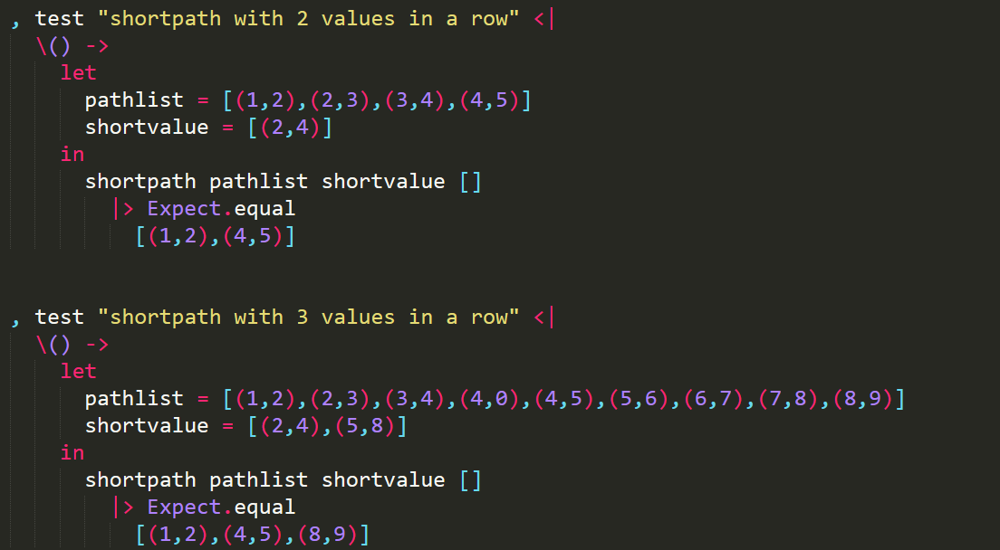 , test "shortpath with 2 values in a row" <|
\() ->
let
pathlist = [(1,2),(2,3),(3,4),(4,5)]
shortvalue = [(2,4)]
in
shortpath pathlist shortvalue []
|> Expect.equal
[(1,2),(4,5)]
, test "shortpath with 3 values in a row" <|
\() ->
let
pathlist = [(1,2),(2,3),(3,4),(4,0),(4,5),(5,6),(6,7),(7,8),(8,9)]
shortvalue = [(2,4),(5,8)]
in
shortpath pathlist shortvalue []
|> Expect.equal
[(1,2),(4,5),(8,9)]